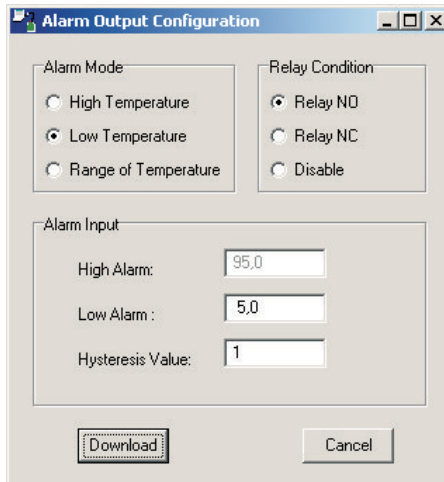 Alarm Output Configuration
Alarm Mode
High Temperature
Low Temperature
Range of Temperature
Relay Condition
Relay NO
Relay NC
Disable
Alarm Input
High Alarm: 95,0
Low Alarm : 5,0
Hysteresis Value: 1
Download Cancel